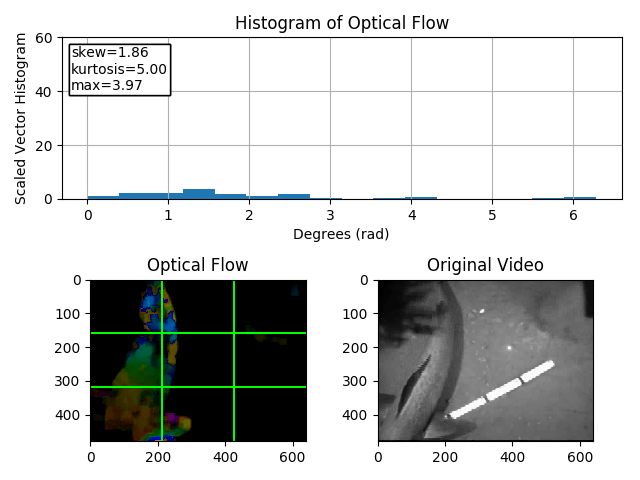 Histogram of Optical Flow
Scaled Vector Histogram
60
40
20
0
skew=1.86
kurtosis=5.00
max=3.97
0 1 2 3 4 5 6
Degrees (rad)
Optical Flow
0
100
200
300
400
0 200 400 600
Original Video
0
100
200
300
400
0 200 400 600